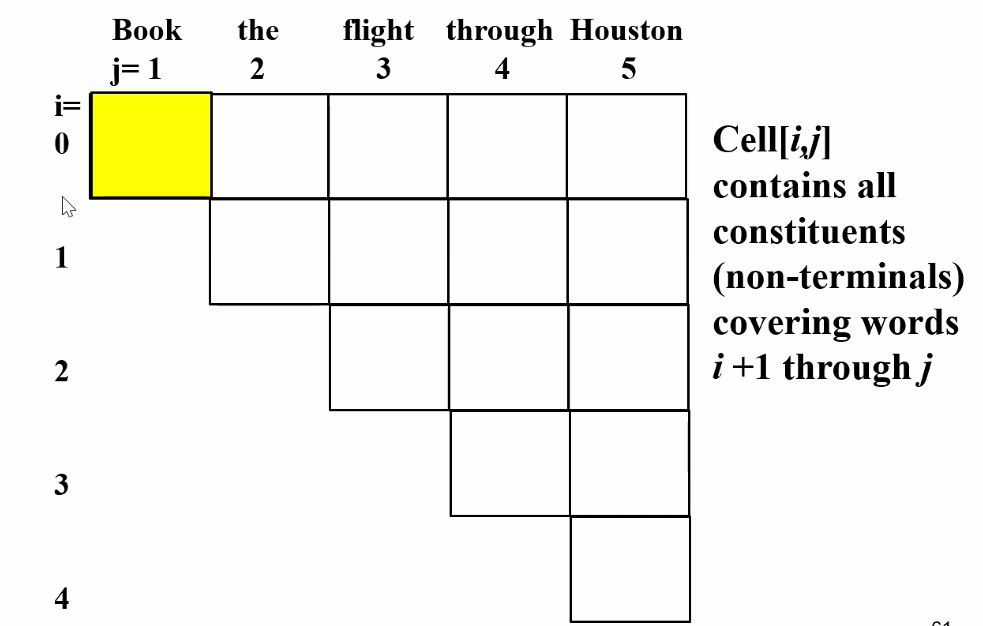 Book the flight through Houston
j= 1 2 3 4 5
i=
0
1
2
3
4
Cell[i,j]
contains all
constituents
(non-terminals)
covering words
i +1 through j